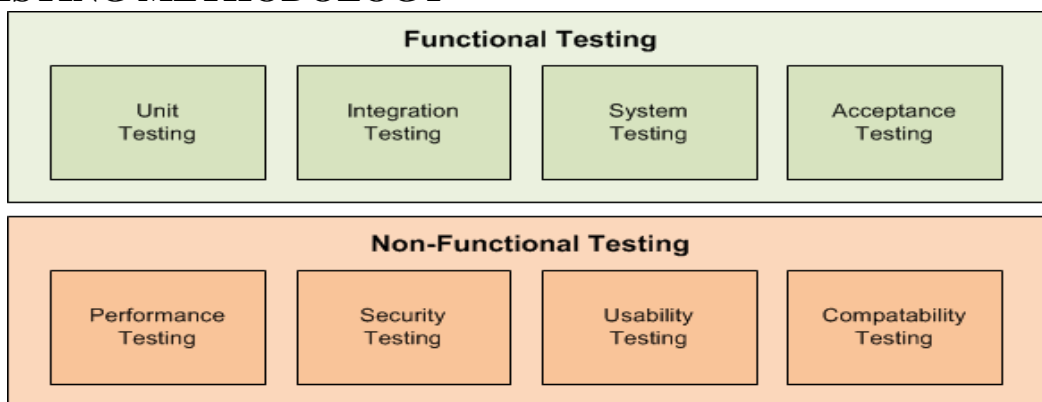 METHODOLOGY
Functional Testing
Unit
Testing
Integration
Testing
System
Testing
Acceptance
Testing
Non-Functional Testing
Performance
Testing
Security
Testing
Usability
Testing
Compatability
Testing